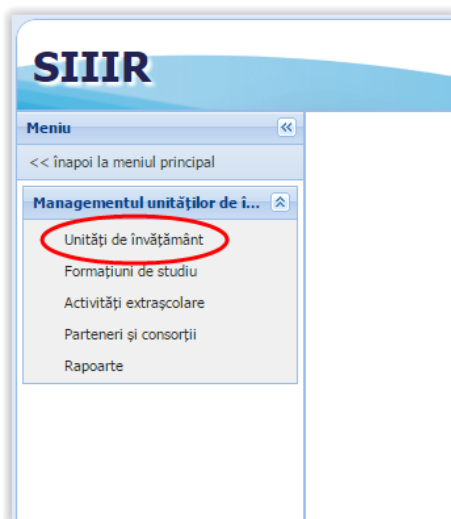 SIIIR
Meniu
<< înapoi la meniul principal
Managementul unităților de î...
Unități de învățământ
Formațiuni de studiu
Activități extrașcolare
Parteneri și consorții
Rapoarte